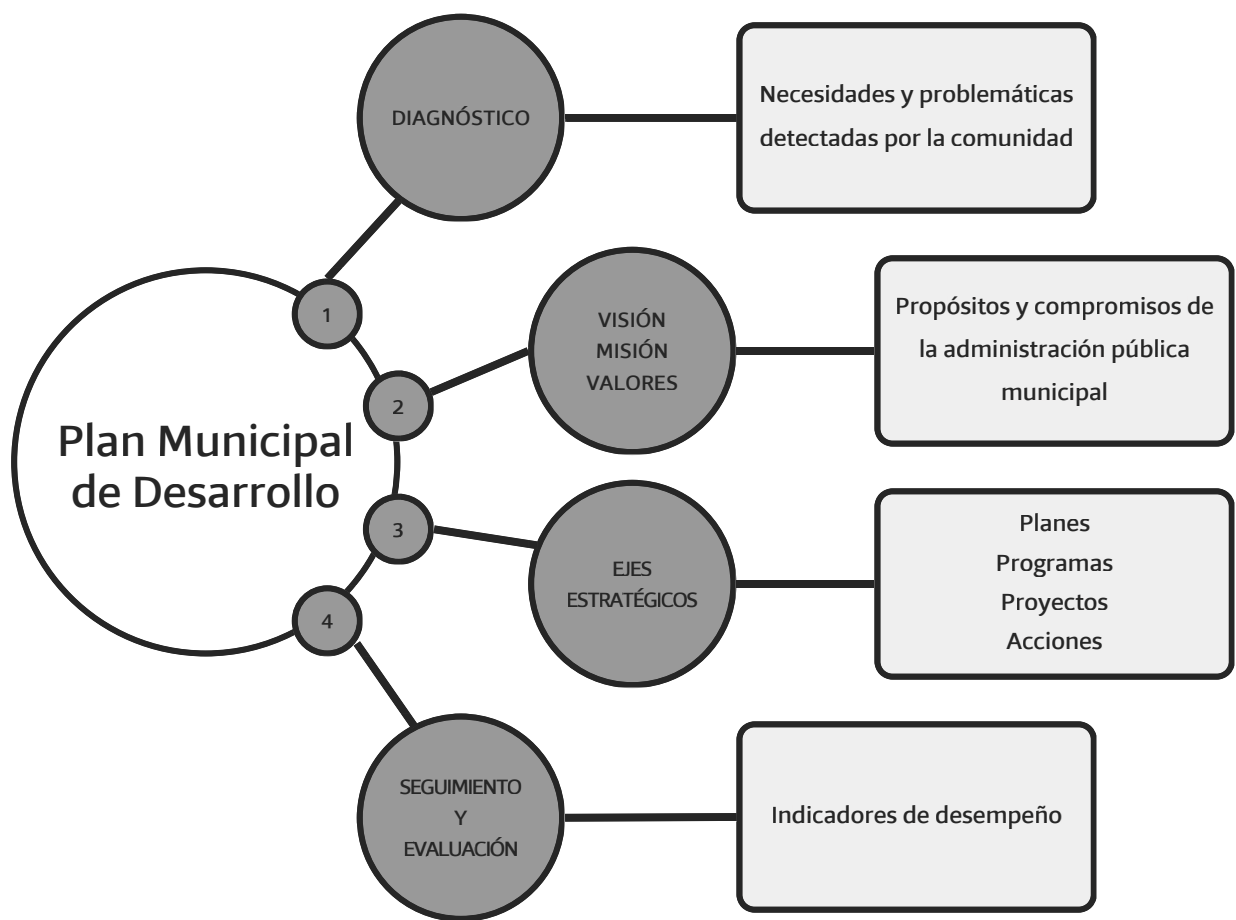 Plan Municipal
de Desarrollo
1
DIAGNÓSTICO
Necesidades y problemáticas
detectadas por la comunidad
2
VISIÓN
MISIÓN
VALORES
Propósitos y compromisos de
la administración pública
municipal
3
EJES
ESTRATÉGICOS
Planes
Programas
Proyectos
Acciones
4
SEGUIMIENTO
Y
EVALUACIÓN
Indicadores de desempeño